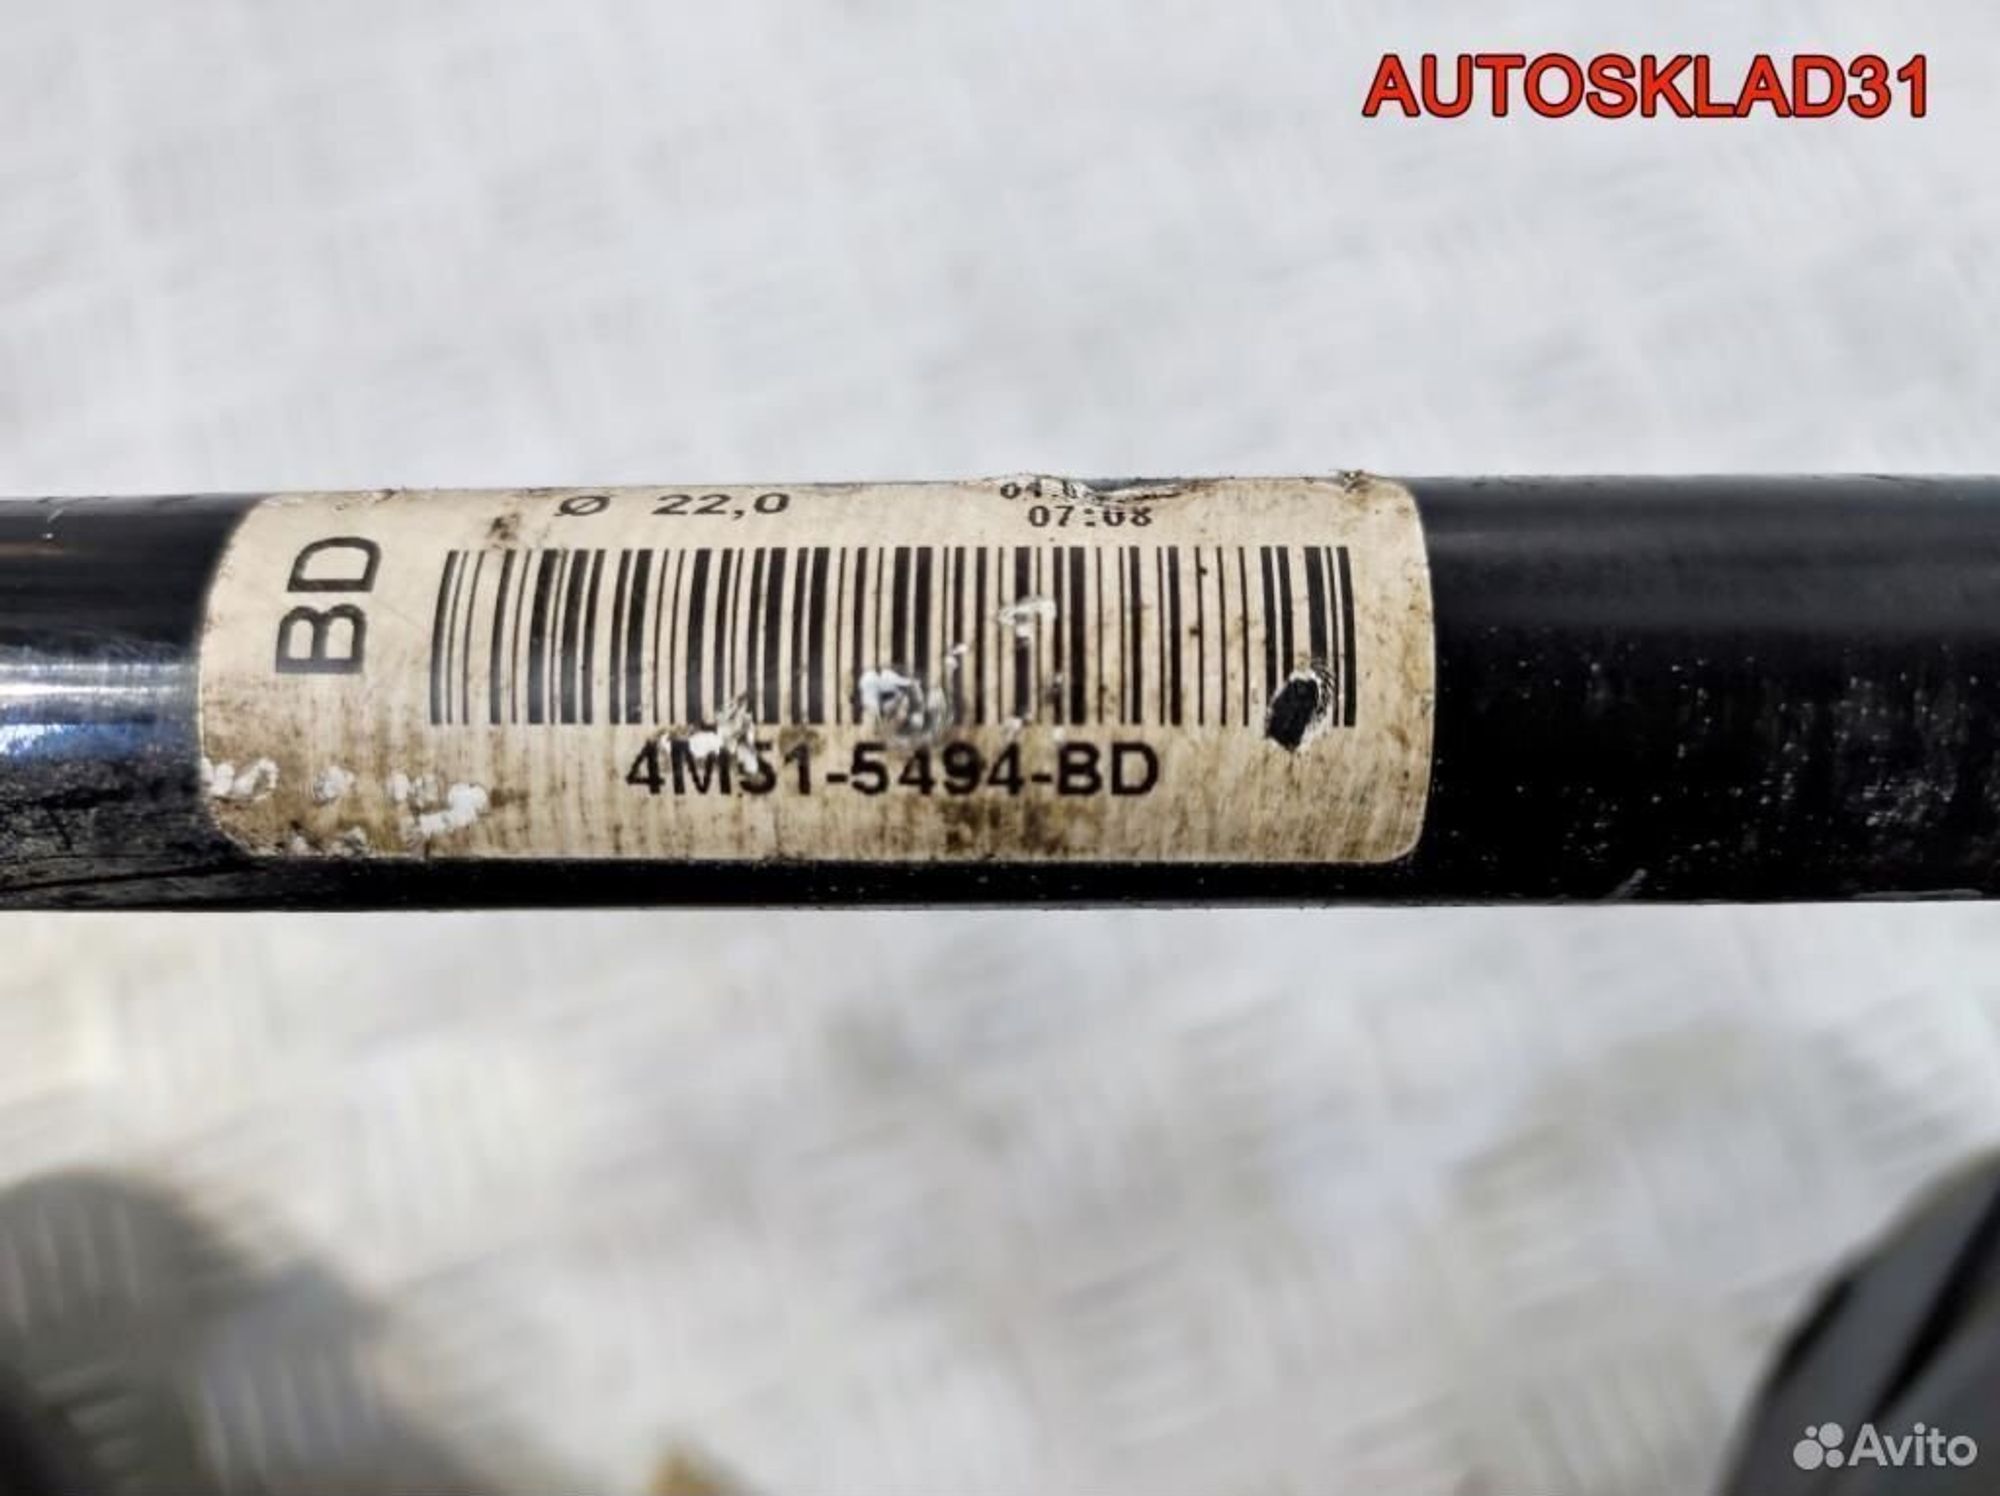 AUTOSKLAD31
Ø 22,0
07:08
BD
4M51-5494-BD
Avito